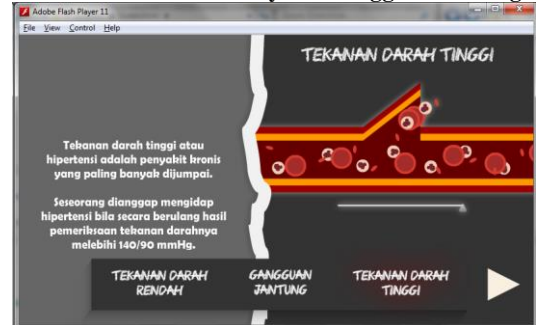 Adobe Flash Player 11
File View Control Help
TEKANAN DARAH TINGGI
Tekanan darah tinggi atau
hipertensi adalah penyakit kronis
yang paling banyak dijumpai.
Seseorang dianggap mengidap
hipertensi bila secara berulang hasil
pemeriksaan tekanan darahnya
melebihi 140/90 mmHg.
TEKANAN DARAH
RENDAH
GANGGUAN
JANTUNG
TEKANAN DARAH
TINGGI